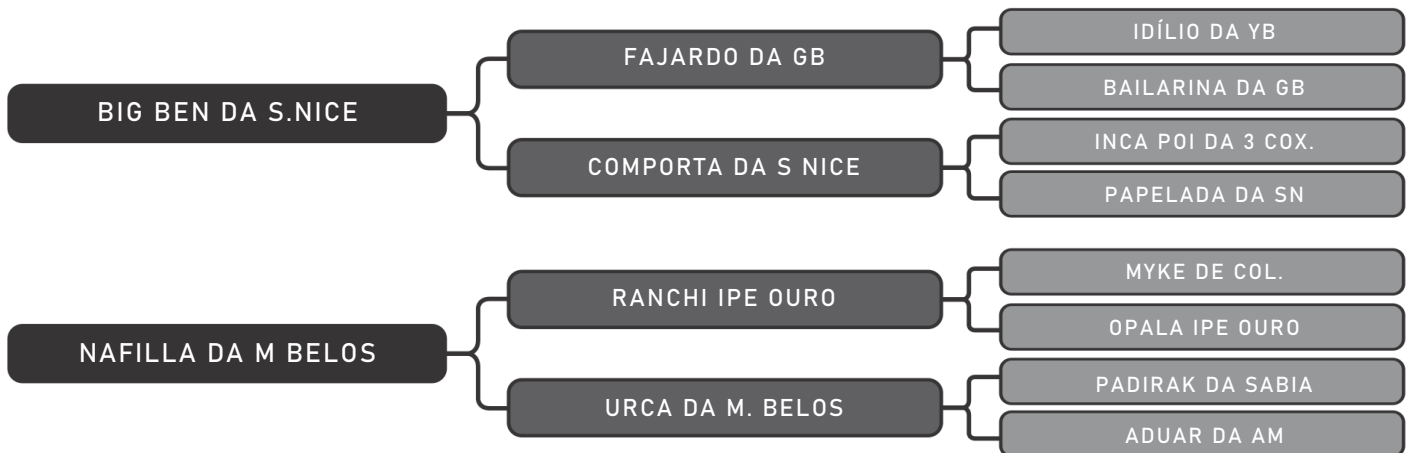 BIG BEN DA S.NICE
FAJARDO DA GB
IDÍLIO DA YB
BAILARINA DA GB
COMPORTA DA S NICE
INCA POI DA 3 COX.
PAPELADA DA SN
NAFILLA DA M BELOS
RANCHI IPE OURO
MYKE DE COL.
OPALA IPE OURO
URCA DA M. BELOS
PADIRAK DA SABIA
ADUAR DA AM